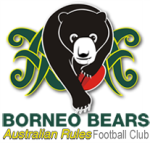 BORNEO BEARS
Australian Rules Football Club